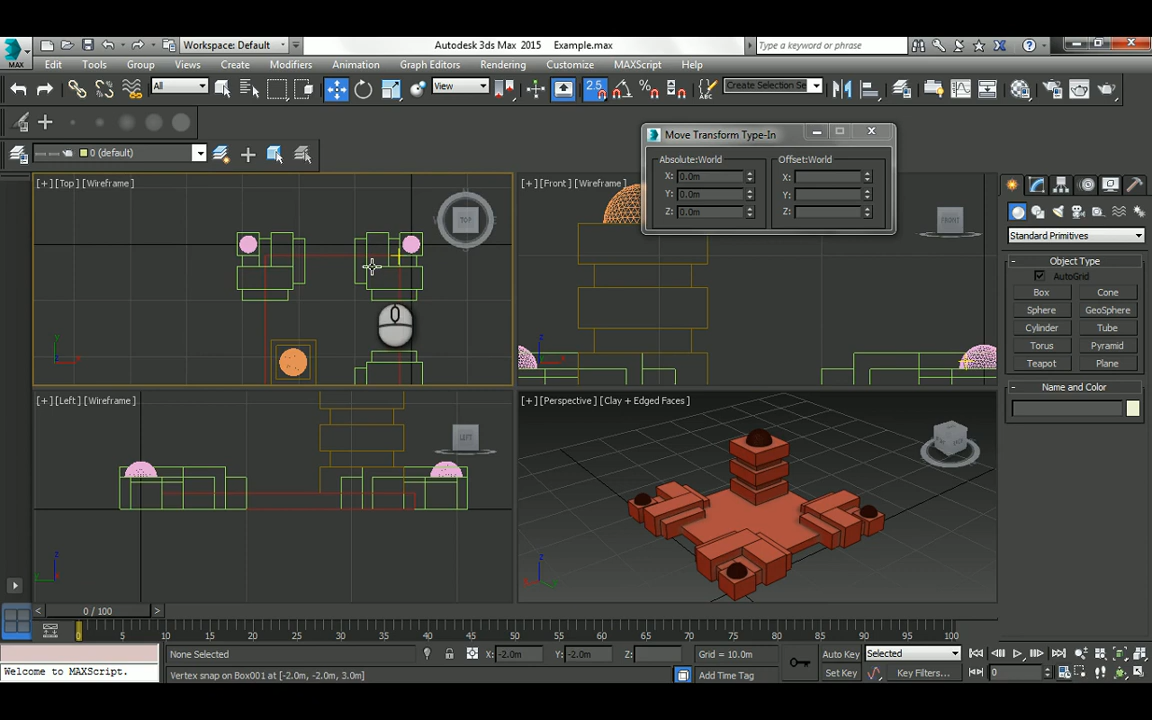 Workspace: Default
Autodesk 3ds Max 2015 Example.max
Type a keyword or phrase
MAX
Edit Tools Group Views Create Modifiers Animation Graph Editors Rendering Customize MAXScript Help
All
View
2.5
Create Selection Se
0 (default)
Move Transform Type-In
Absolute:World
X: 0.0m
Y: 0.0m
Z: 0.0m
Offset:World
X:
Y:
Z:
[+] [Top] [Wireframe]
TOP
[+] [Front] [Wireframe]
FRONT
[+] [Left] [Wireframe]
LEFT
[+] [Perspective] [Clay + Edged Faces]
Standard Primitives
Object Type
AutoGrid
Box Cone
Sphere GeoSphere
Cylinder Tube
Torus Pyramid
Teapot Plane
Name and Color
0 / 100
0 5 10 15 20 25 30 35 40 45 50 55 60 65 70 75 80 85 90 95 100
None Selected
X: -2.0m Y: -2.0m Z:
Grid = 10.0m
Auto Key Selected
Welcome to MAXScript.
Vertex snap on Box001 at [-2.0m, -2.0m, 3.0m]
Add Time Tag
Set Key Key Filters...
0